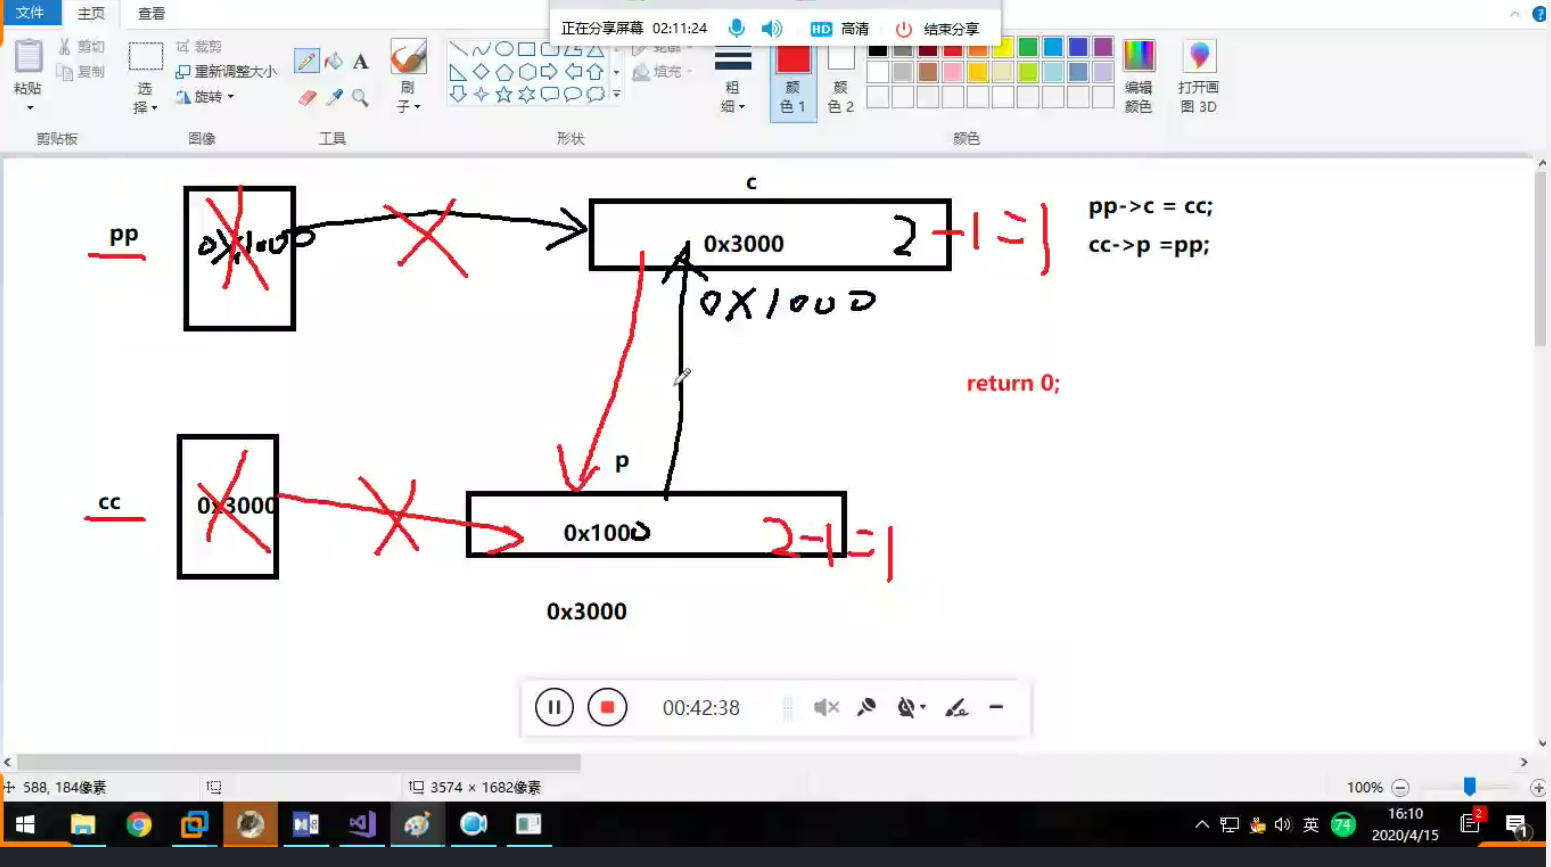 文件 主页 查看
正在分享屏幕 02:11:24 HD 高清 结束分享
粘贴
剪切
复制
剪贴板
选择
裁剪
重新调整大小
旋转
图像
A
工具
刷子
轮廓
填充
形状
粗细
颜色 1
颜色 2
颜色
编辑颜色
打开画图 3D
c
pp
0x1000
0x3000 2-1=1
0x1000
pp->c = cc;
cc->p =pp;
return 0;
p
cc
0x3000
0x1000 2-1=1
0x3000
00:42:38
588, 184像素
3574 × 1682像素
100%
英 74
16:10
2020/4/15
2
1